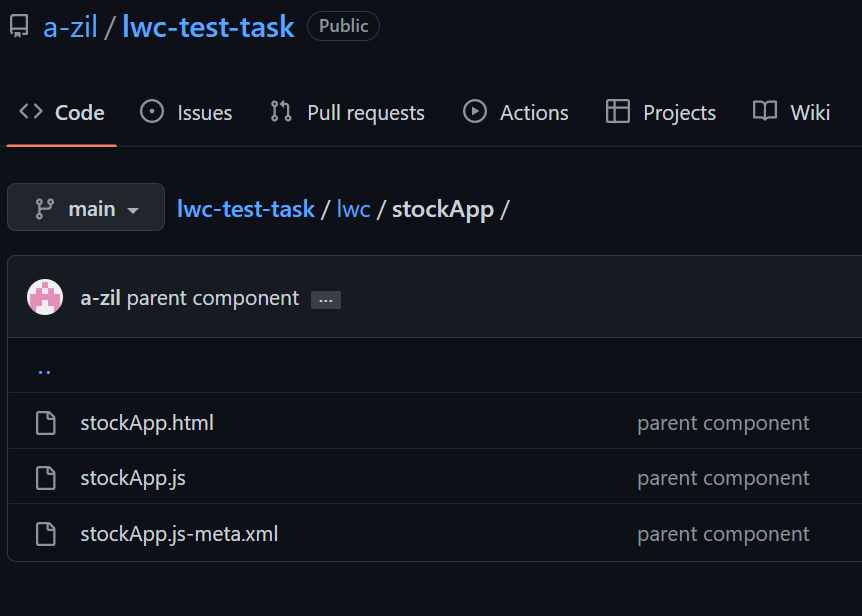 a-zil / lwc-test-task Public
Code Issues Pull requests Actions Projects Wiki
main lwc-test-task / lwc / stockApp /
a-zil parent component ...
..
stockApp.html parent component
stockApp.js parent component
stockApp.js-meta.xml parent component